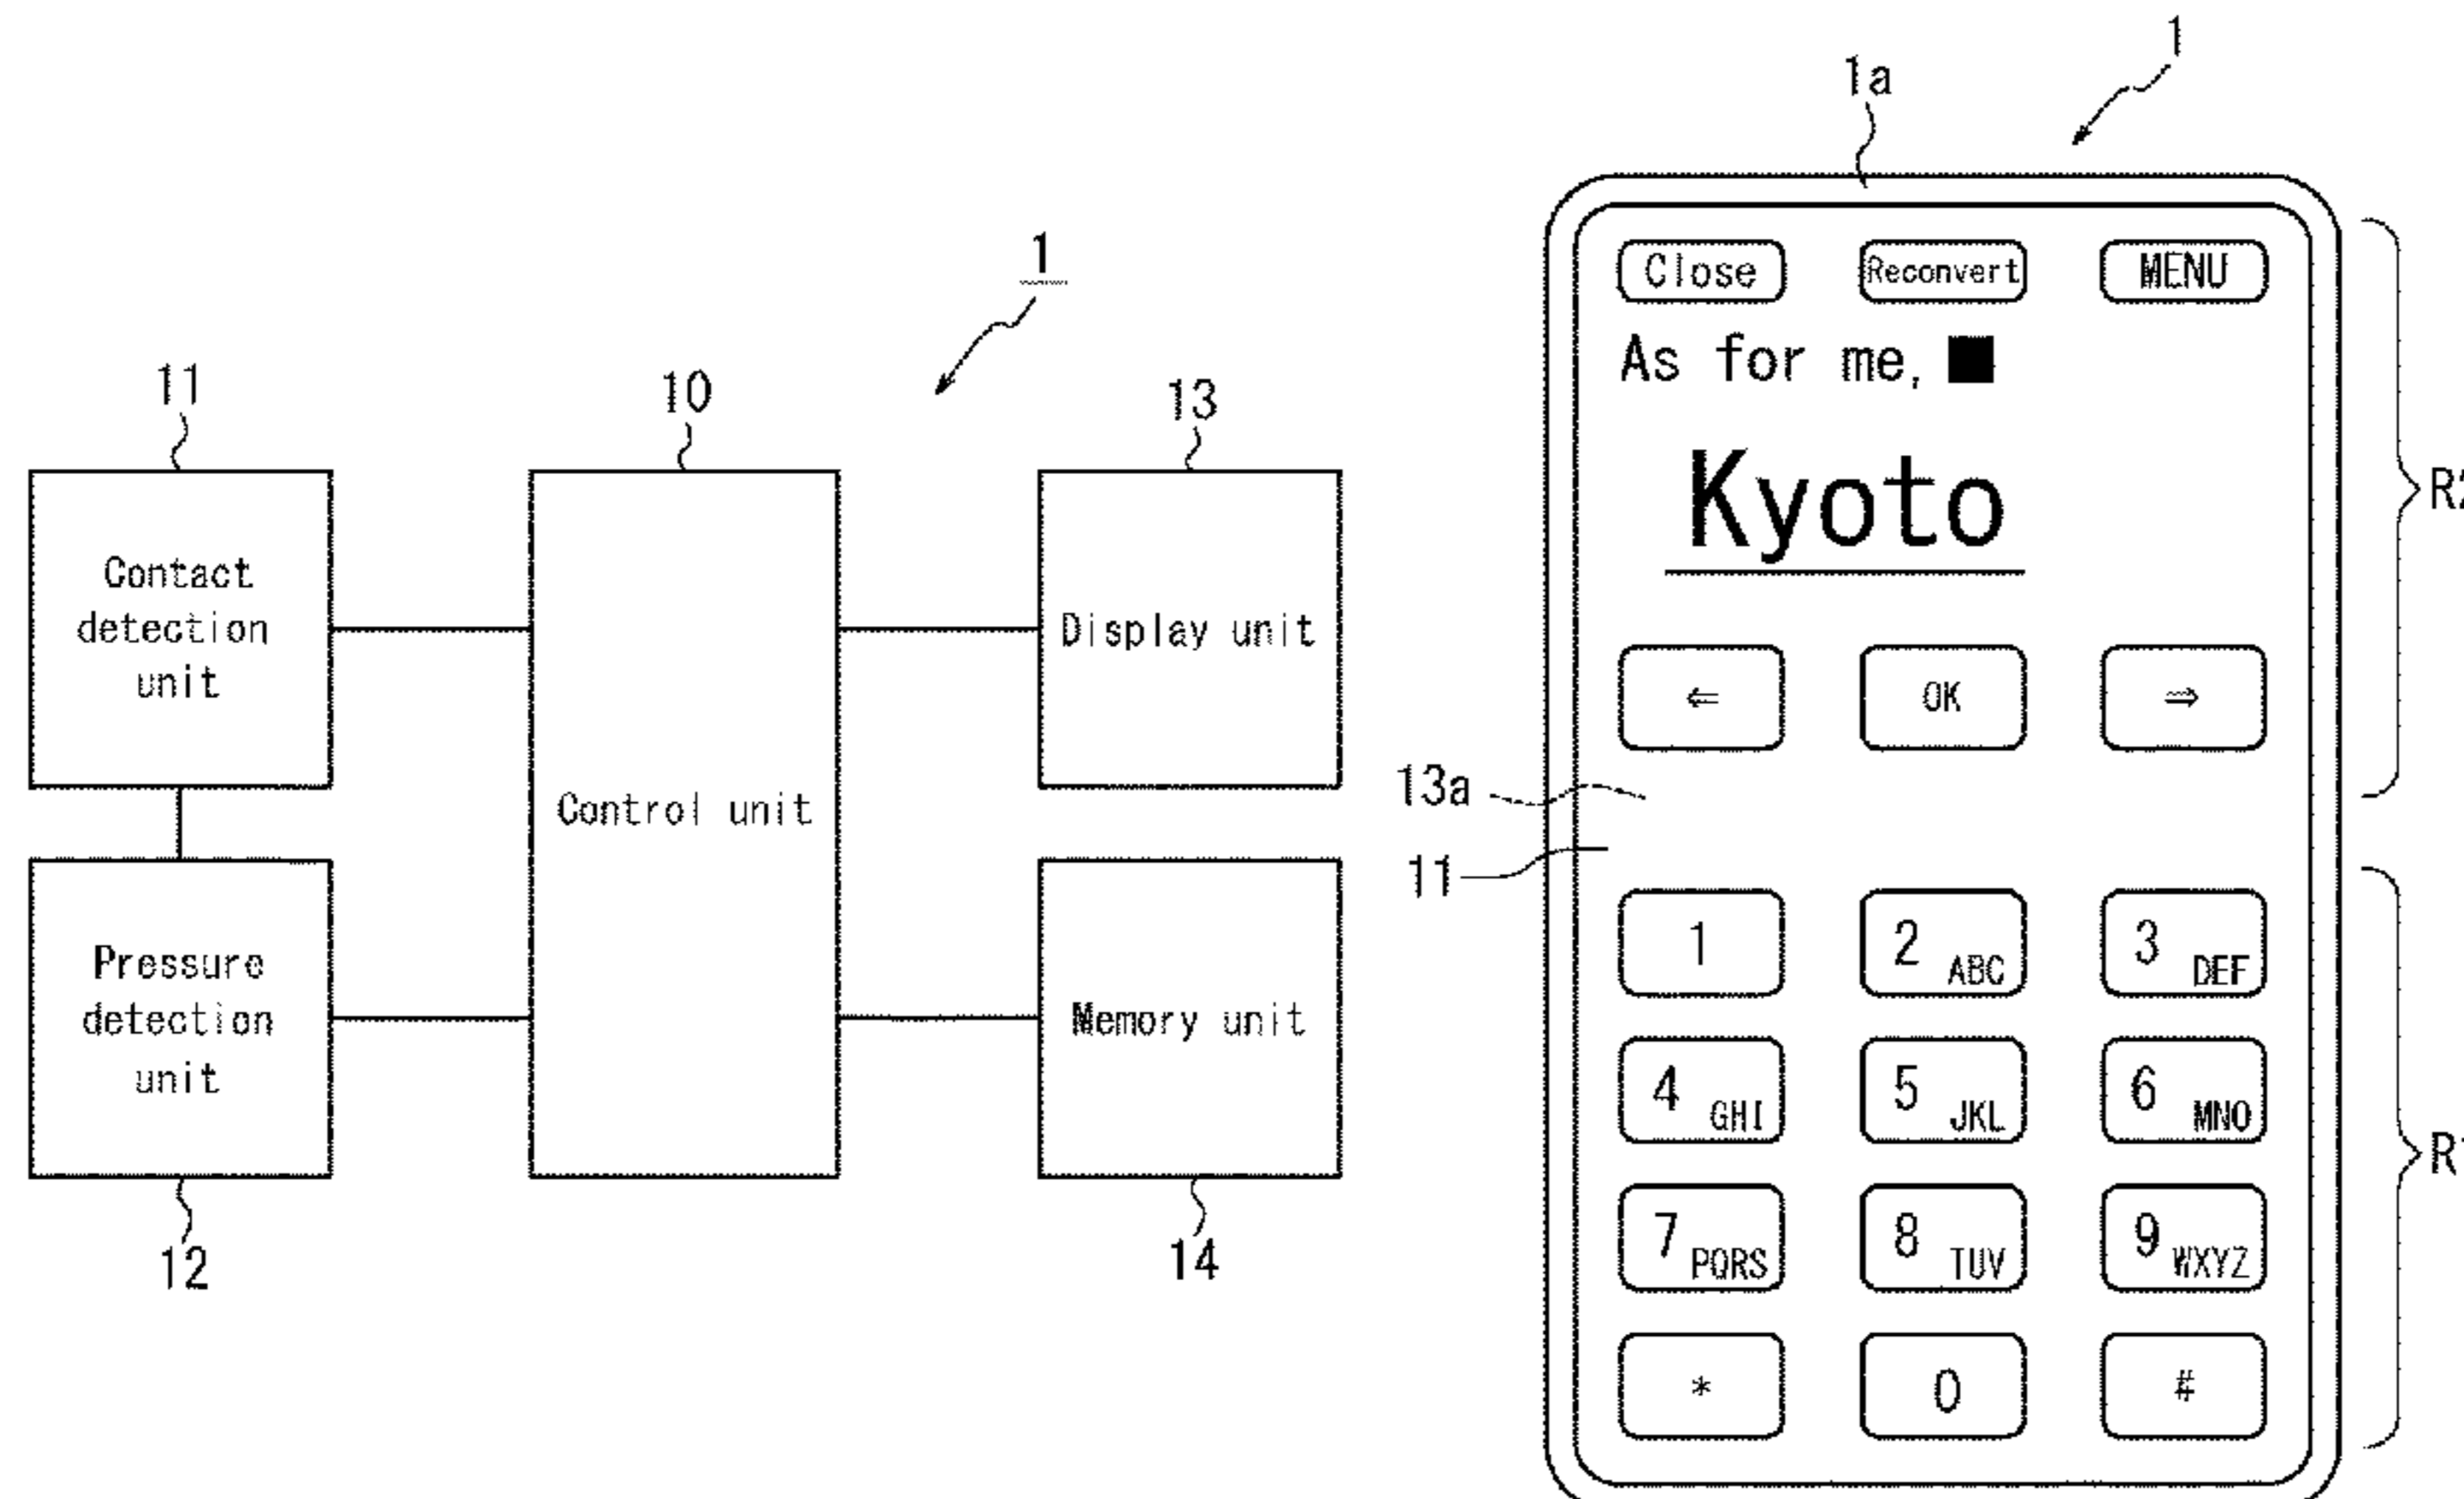 1
11
10
13
Contact
detection
unit
Control unit
Display unit
Pressure
detection
unit
Memory unit
12
14
1
1a
Close Reconvert MENU
As for me,
Kyoto
⇐ OK ⇒
13a
11
1 2 ABC 3 DEF
4 GHI 5 JKL 6 MNO
7 PQRS 8 TUV 9 WXYZ
* 0 #